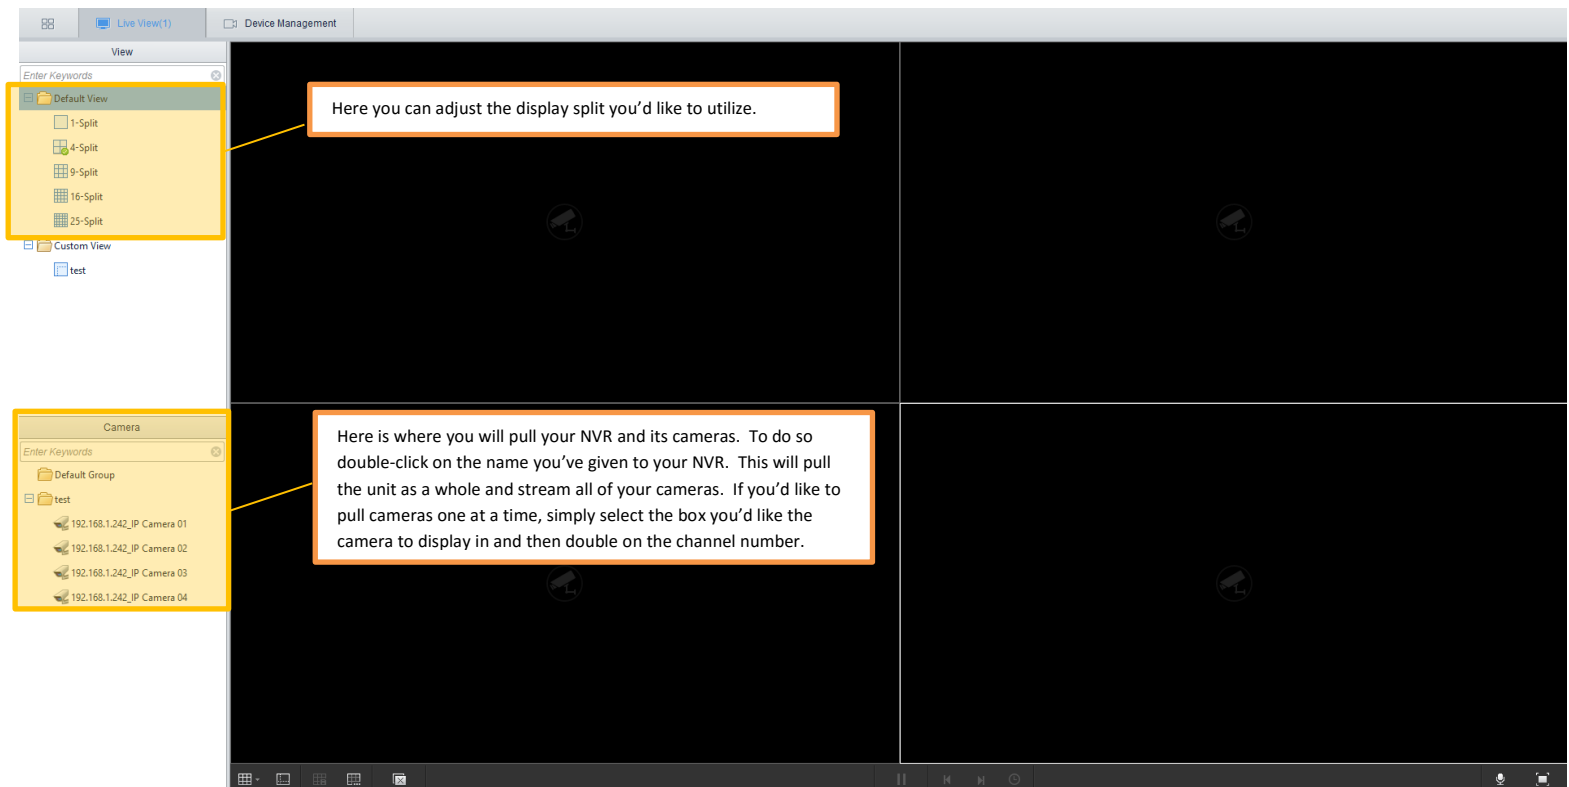 Live View(1)
Device Management
View
Enter Keywords
Default View
1-Split
4-Split
9-Split
16-Split
25-Split
Custom View
test
Here you can adjust the display split you’d like to utilize.
Camera
Enter Keywords
Default Group
test
192.168.1.242_IP Camera 01
192.168.1.242_IP Camera 02
192.168.1.242_IP Camera 03
192.168.1.242_IP Camera 04
Here is where you will pull your NVR and its cameras.  To do so
double-click on the name you’ve given to your NVR.  This will pull
the unit as a whole and stream all of your cameras.  If you’d like to
pull cameras one at a time, simply select the box you’d like the
camera to display in and then double on the channel number.